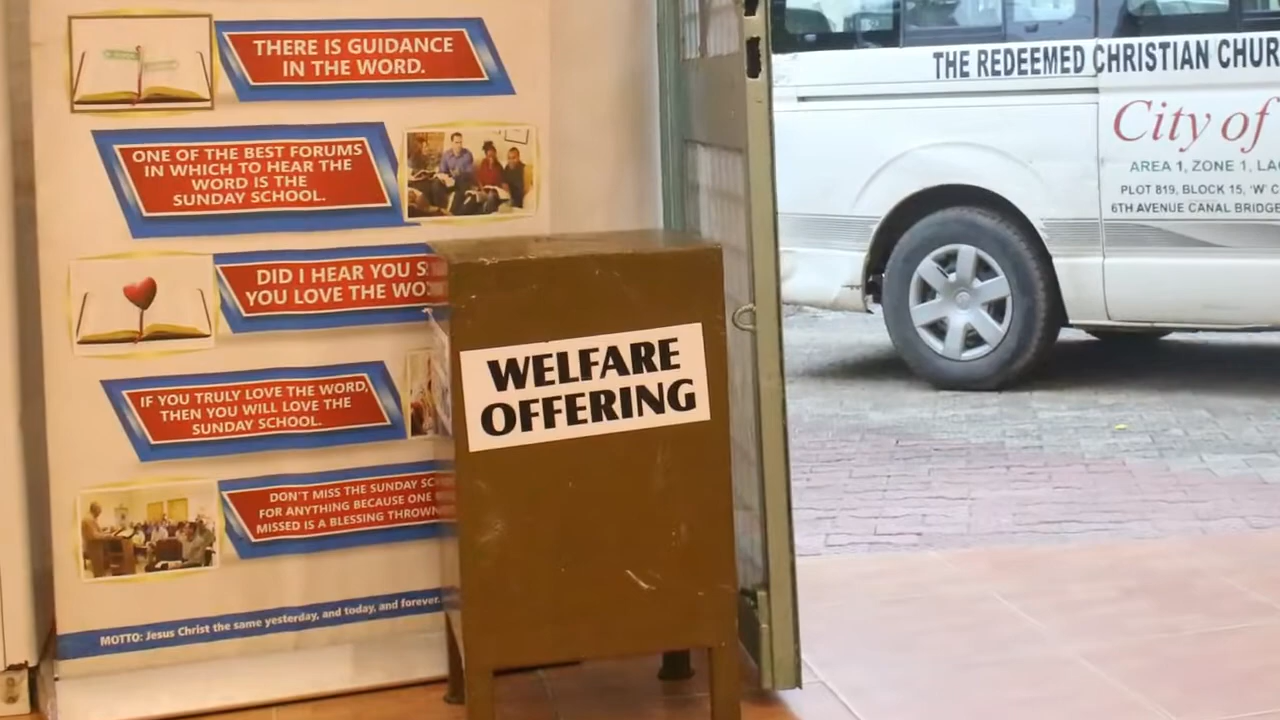 THERE IS GUIDANCE
IN THE WORD.
ONE OF THE BEST FORUMS
IN WHICH TO HEAR THE
WORD IS THE
SUNDAY SCHOOL.
DID I HEAR YOU
YOU LOVE THE
IF YOU TRULY LOVE THE WORD,
THEN YOU WILL LOVE THE
SUNDAY SCHOOL.
DON'T MISS THE SUNDAY
FOR ANYTHING BECAUSE ONE
MISSED IS A BLESSING THROWN
MOTTO: Jesus Christ the same yesterday, and today, and forever.
WELFARE
OFFERING
THE REDEEMED CHRISTIAN
City of
AREA 1, ZONE 1,
PLOT 819, BLOCK 15, 'W'
6TH AVENUE CANAL BRIDGE